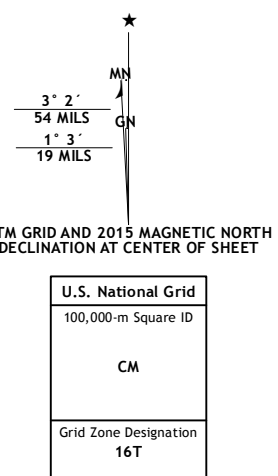 ★
MN
3° 2´
54 MILS
GN
1° 3´
19 MILS
TM GRID AND 2015 MAGNETIC NORTH
DECLINATION AT CENTER OF SHEET
U.S. National Grid
100,000-m Square ID
CM
Grid Zone Designation
16T